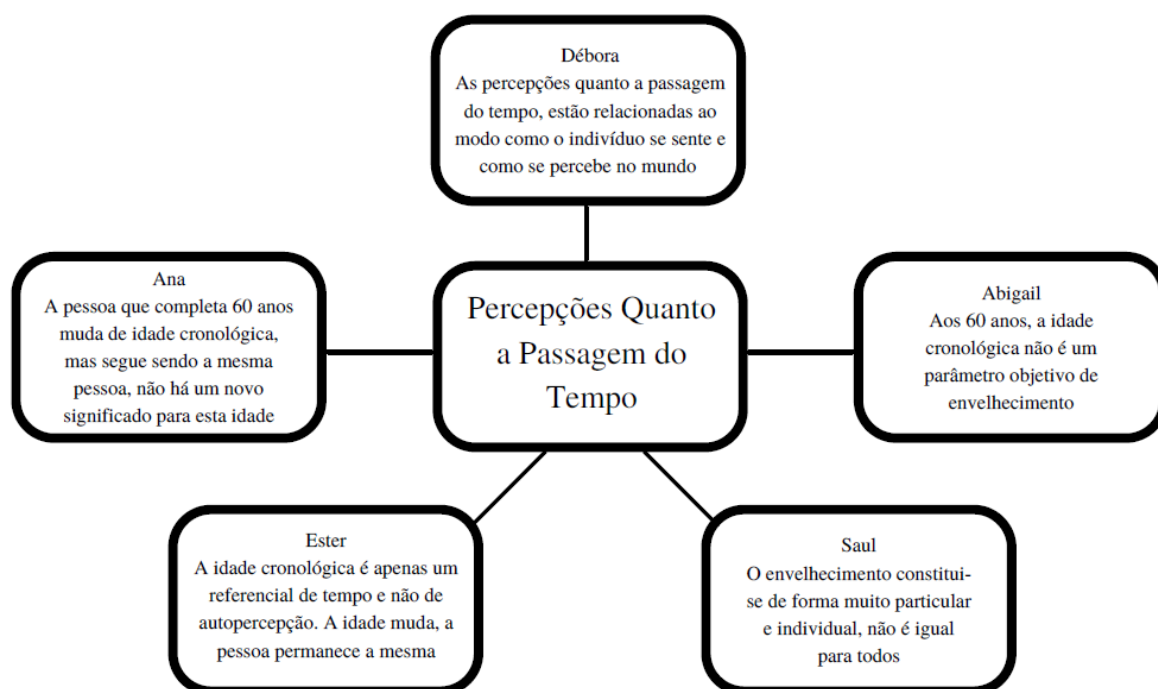 Débora
As percepções quanto a passagem
do tempo, estão relacionadas ao
modo como o indivíduo se sente e
como se percebe no mundo
Ana
A pessoa que completa 60 anos
muda de idade cronológica,
mas segue sendo a mesma
pessoa, não há um novo
significado para esta idade
Percepções Quanto
a Passagem do
Tempo
Abigail
Aos 60 anos, a idade
cronológica não é um
parâmetro objetivo de
envelhecimento
Ester
A idade cronológica é apenas um
referencial de tempo e não de
autopercepção. A idade muda, a
pessoa permanece a mesma
Saul
O envelhecimento constitui-
se de forma muito particular
e individual, não é igual
para todos